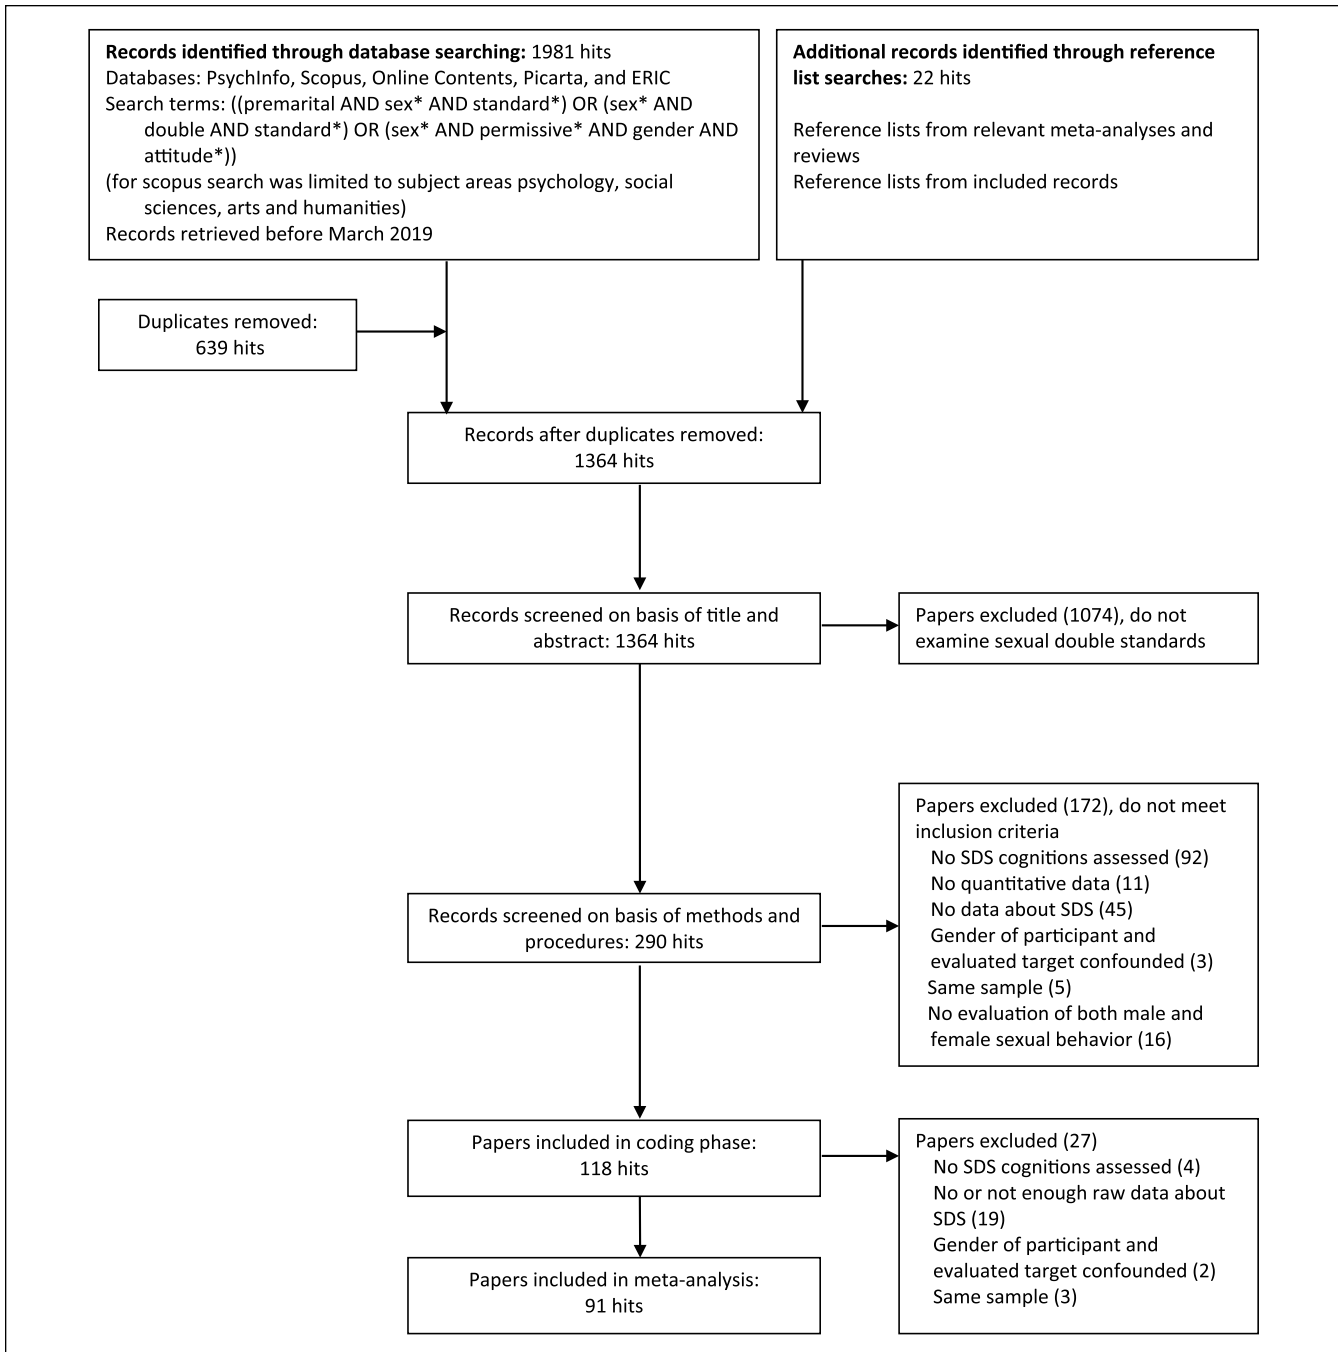 Records identified through database searching: 1981 hits
Databases: PsychInfo, Scopus, Online Contents, Picarta, and ERIC
Search terms: ((premarital AND sex* AND standard*) OR (sex* AND
double AND standard*) OR (sex* AND permissive* AND gender AND
attitude*))
(for scopus search was limited to subject areas psychology, social
sciences, arts and humanities)
Records retrieved before March 2019
Additional records identified through reference
list searches: 22 hits
Reference lists from relevant meta-analyses and
reviews
Reference lists from included records
Duplicates removed:
639 hits
Records after duplicates removed:
1364 hits
Records screened on basis of title and
abstract: 1364 hits
Papers excluded (1074), do not
examine sexual double standards
Records screened on basis of methods and
procedures: 290 hits
Papers excluded (172), do not meet
inclusion criteria
No SDS cognitions assessed (92)
No quantitative data (11)
No data about SDS (45)
Gender of participant and
evaluated target confounded (3)
Same sample (5)
No evaluation of both male and
female sexual behavior (16)
Papers included in coding phase:
118 hits
Papers excluded (27)
No SDS cognitions assessed (4)
No or not enough raw data about
SDS (19)
Gender of participant and
evaluated target confounded (2)
Same sample (3)
Papers included in meta-analysis:
91 hits